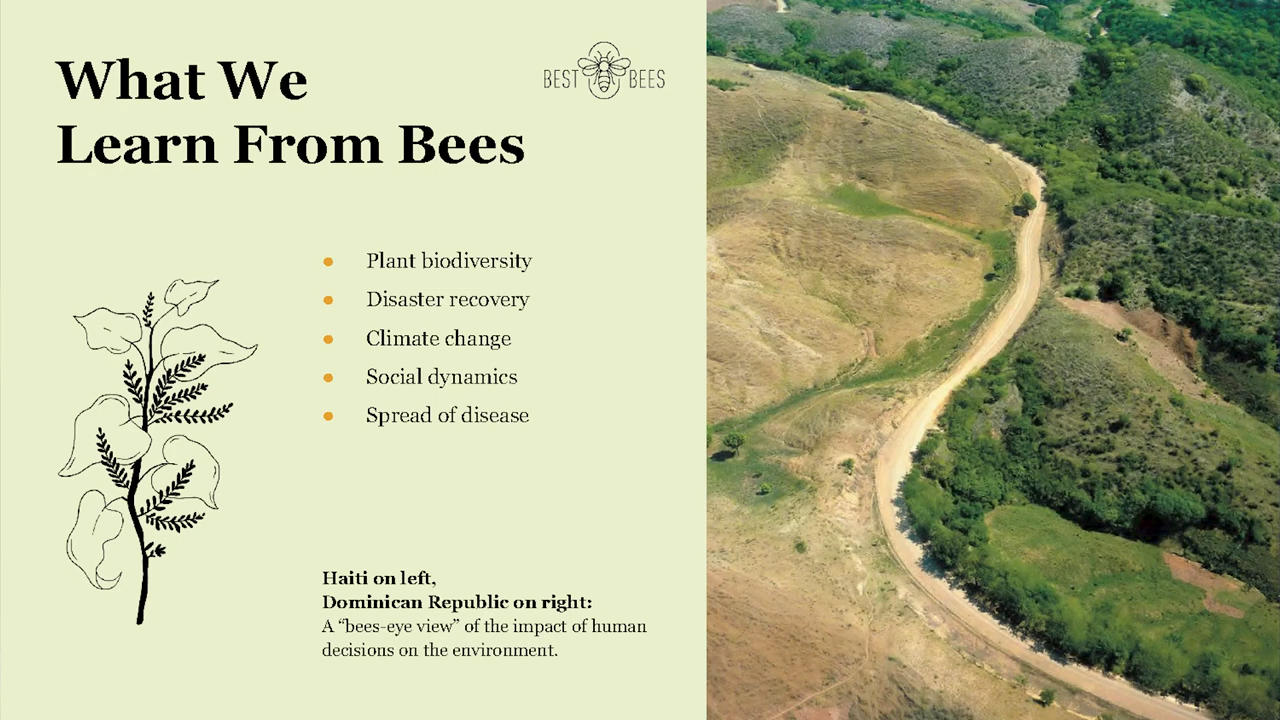 What We
Learn From Bees
BEST BEES
• Plant biodiversity
• Disaster recovery
• Climate change
• Social dynamics
• Spread of disease
Haiti on left,
Dominican Republic on right:
A “bees-eye view” of the impact of human
decisions on the environment.